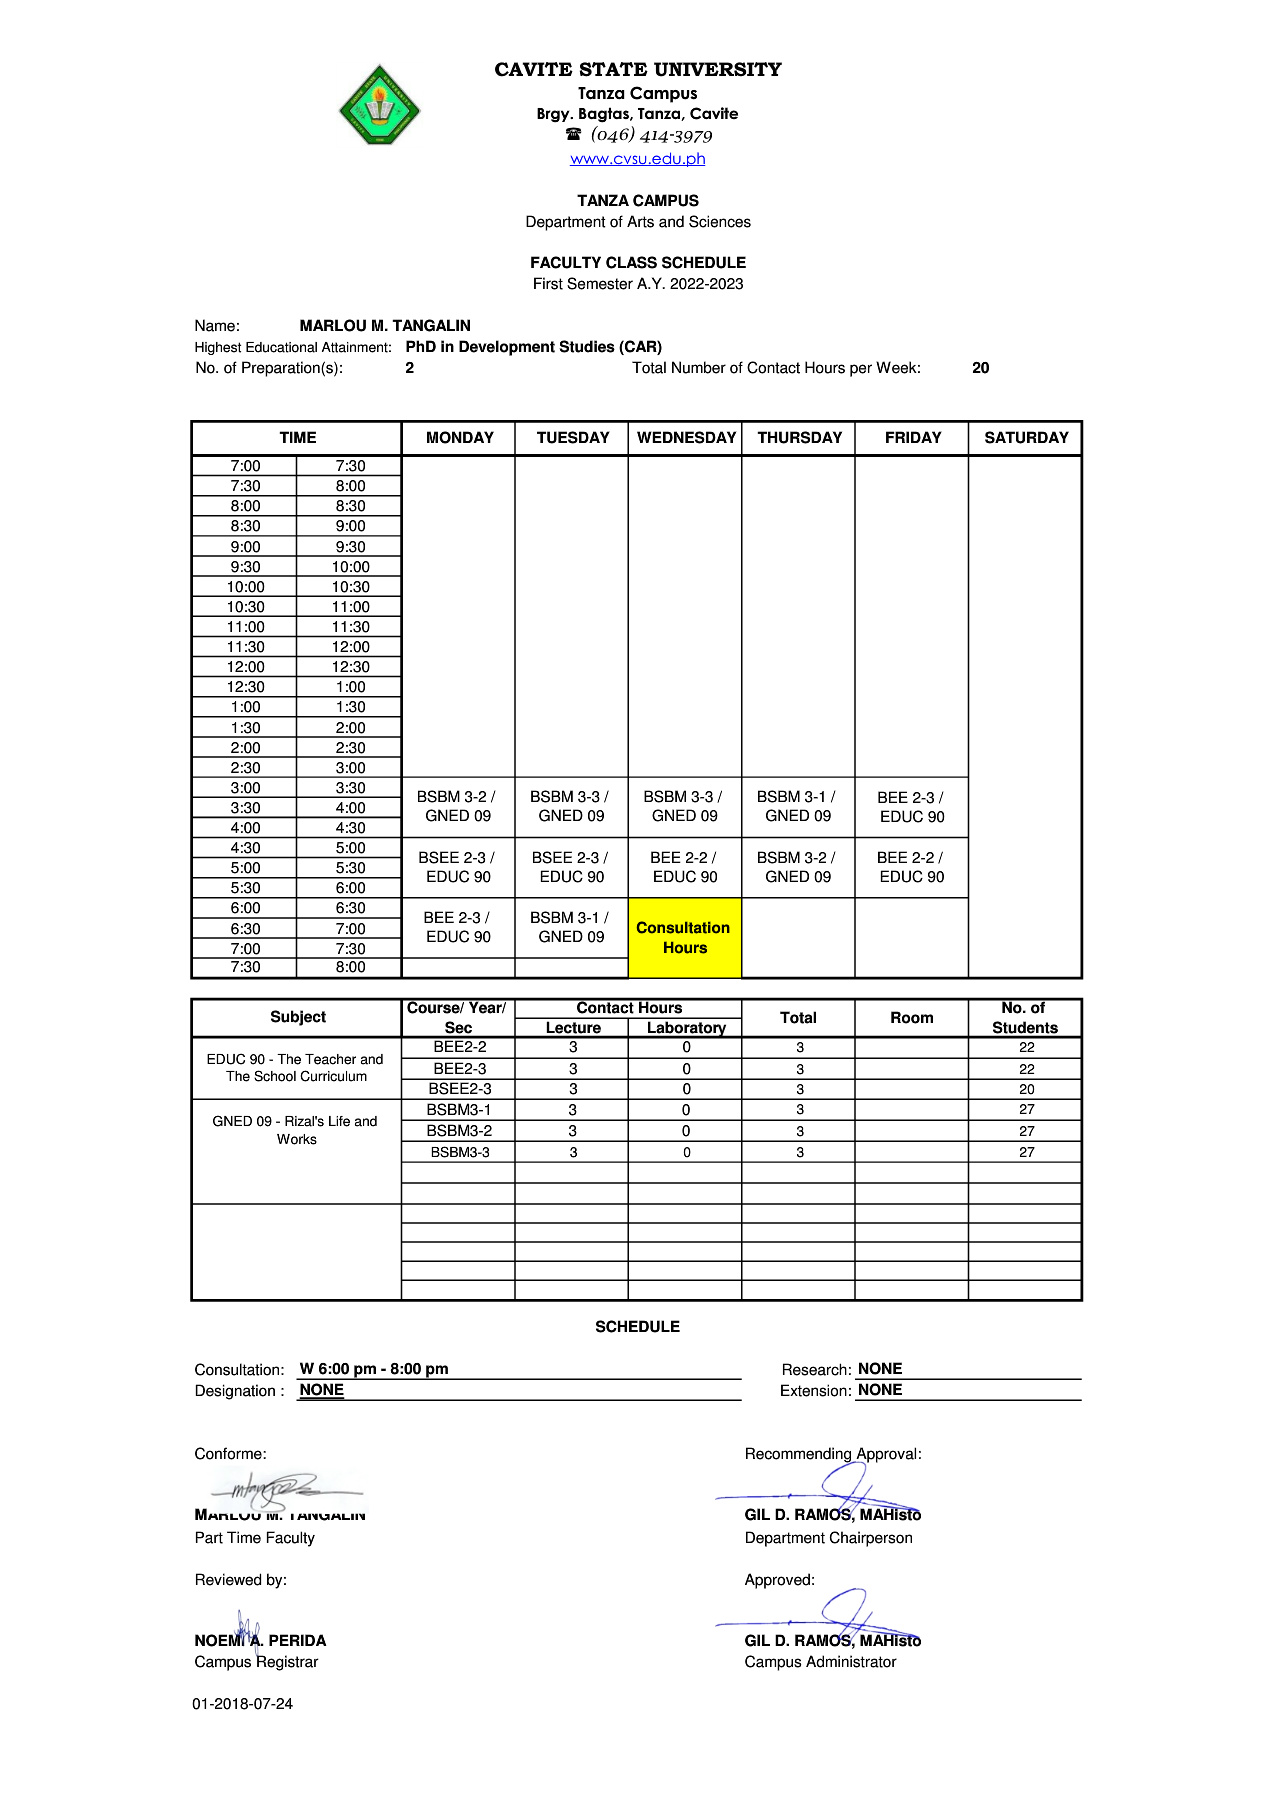 CAVITE STATE UNIVERSITY
Tanza Campus
Brgy. Bagtas, Tanza, Cavite
☎ (046) 414-3979
www.cvsu.edu.ph
TANZA CAMPUS
Department of Arts and Sciences
FACULTY CLASS SCHEDULE
First Semester A.Y. 2022-2023
Name: MARLOU M. TANGALIN
Highest Educational Attainment: PhD in Development Studies (CAR)
No. of Preparation(s): 2 Total Number of Contact Hours per Week: 20
TIME MONDAY TUESDAY WEDNESDAY THURSDAY FRIDAY SATURDAY
7:00 7:30
7:30 8:00
8:00 8:30
8:30 9:00
9:00 9:30
9:30 10:00
10:00 10:30
10:30 11:00
11:00 11:30
11:30 12:00
12:00 12:30
12:30 1:00
1:00 1:30
1:30 2:00
2:00 2:30
2:30 3:00
3:00 3:30
3:30 4:00
4:00 4:30
BSBM 3-2 / BSBM 3-3 / BSBM 3-3 / BSBM 3-1 / BEE 2-3 /
GNED 09 GNED 09 GNED 09 GNED 09 EDUC 90
4:30 5:00
5:00 5:30
5:30 6:00
BSEE 2-3 / BSEE 2-3 / BEE 2-2 / BSBM 3-2 / BEE 2-2 /
EDUC 90 EDUC 90 EDUC 90 GNED 09 EDUC 90
6:00 6:30
6:30 7:00
7:00 7:30
7:30 8:00
BEE 2-3 / BSBM 3-1 / Consultation
EDUC 90 GNED 09 Hours
Subject Course/ Year/ Contact Hours Total Room No. of
Sec Lecture Laboratory Students
EDUC 90 - The Teacher and
The School Curriculum
BEE2-2 3 0 3 22
BEE2-3 3 0 3 22
BSEE2-3 3 0 3 20
GNED 09 - Rizal's Life and
Works
BSBM3-1 3 0 3 27
BSBM3-2 3 0 3 27
BSBM3-3 3 0 3 27
SCHEDULE
Consultation: W 6:00 pm - 8:00 pm Research: NONE
Designation : NONE Extension: NONE
Conforme: Recommending Approval:
MARLOU M. TANGALIN GIL D. RAMOS, MAHisto
Part Time Faculty Department Chairperson
Reviewed by: Approved:
NOEMI A. PERIDA GIL D. RAMOS, MAHisto
Campus Registrar Campus Administrator
01-2018-07-24